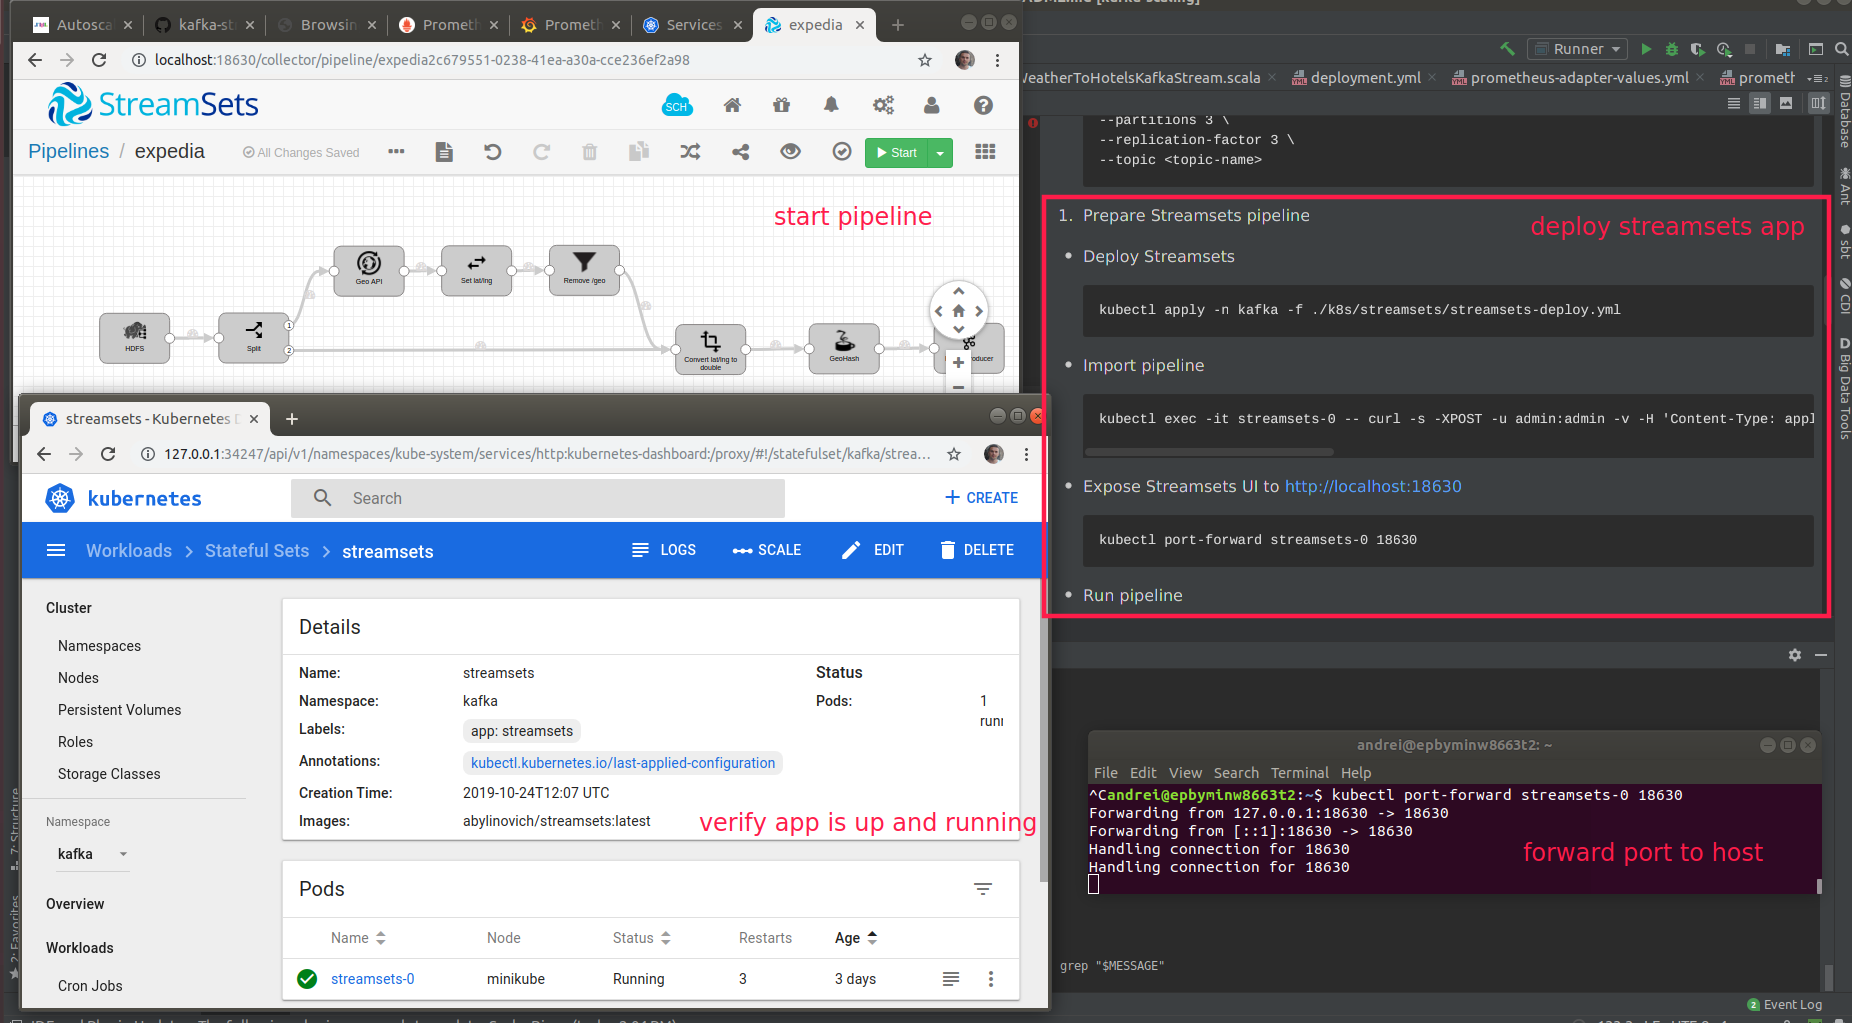 Autosca
kafka-st
Browsin
Prometh
Prometh
Services
expedia
localhost:18630/collector/pipeline/expedia2c679551-0238-41ea-a30a-cce236ef2a98
StreamSets
SCH
Pipelines / expedia
All Changes Saved
Start
start pipeline
Geo API
Set lat/lng
Remove /geo
HDFS
Split
1
2
Convert lat/lng to
double
GeoHash
streamsets - Kubernetes D
127.0.0.1:34247/api/v1/namespaces/kube-system/services/http:kubernetes-dashboard:/proxy/#!/statefulset/kafka/strea...
kubernetes
Search
CREATE
Workloads
Stateful Sets
streamsets
LOGS
SCALE
EDIT
DELETE
Cluster
Namespaces
Nodes
Persistent Volumes
Roles
Storage Classes
Namespace
kafka
Overview
Workloads
Cron Jobs
Details
Name: streamsets
Namespace: kafka
Labels: app: streamsets
Annotations: kubectl.kubernetes.io/last-applied-configuration
Creation Time: 2019-10-24T12:07 UTC
Images: abylinovich/streamsets:latest
Status
Pods: 1
verify app is up and running
Pods
Name Node Status Restarts Age
streamsets-0 minikube Running 3 3 days
Runner
WeatherToHotelsKafkaStream.scala
deployment.yml
prometheus-adapter-values.yml
prometh
--partitions 3 \
--replication-factor 3 \
--topic <topic-name>
1. Prepare Streamsets pipeline
deploy streamsets app
• Deploy Streamsets
kubectl apply -n kafka -f ./k8s/streamsets/streamsets-deploy.yml
• Import pipeline
kubectl exec -it streamsets-0 -- curl -s -XPOST -u admin:admin -v -H 'Content-Type: appl
• Expose Streamsets UI to http://localhost:18630
kubectl port-forward streamsets-0 18630
• Run pipeline
Database
Ant
sbt
CDI
D Big Data Tools
andrei@epbyminw8663t2: ~
File Edit View Search Terminal Help
^Candrei@epbyminw8663t2:~$ kubectl port-forward streamsets-0 18630
Forwarding from 127.0.0.1:18630 -> 18630
Forwarding from [::1]:18630 -> 18630
Handling connection for 18630
Handling connection for 18630
forward port to host
grep "$MESSAGE"
2 Event Log
7: Structure
2: Favorites